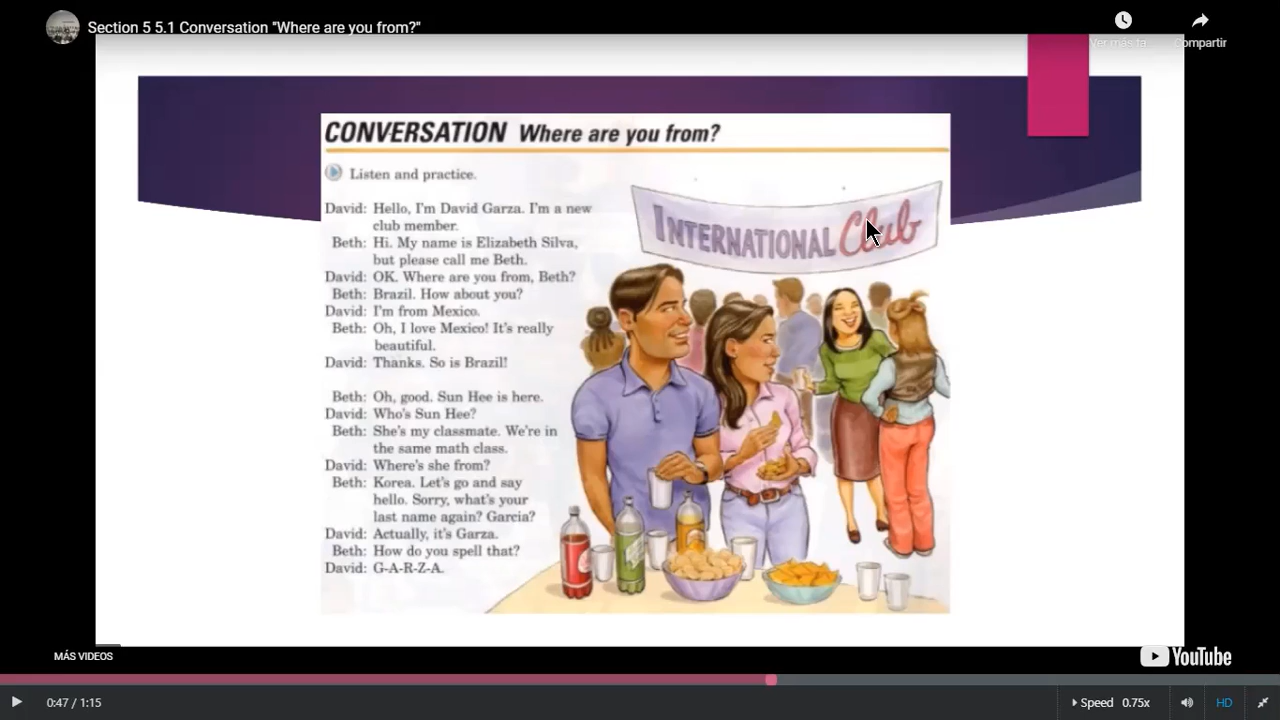 Section 5 5.1 Conversation "Where are you from?"
Ver más ta
Compartir
CONVERSATION Where are you from?
Listen and practice.
INTERNATIONAL Club
David: Hello, I'm David Garza. I'm a new
club member.
Beth: Hi. My name is Elizabeth Silva,
but please call me Beth.
David: OK. Where are you from, Beth?
Beth: Brazil. How about you?
David: I'm from Mexico.
Beth: Oh, I love Mexico! It's really
beautiful.
David: Thanks. So is Brazil!
Beth: Oh, good. Sun Hee is here.
David: Who's Sun Hee?
Beth: She's my classmate. We're in
the same math class.
David: Where's she from?
Beth: Korea. Let's go and say
hello. Sorry, what's your
last name again? Garcia?
David: Actually, it's Garza.
Beth: How do you spell that?
David: G-A-R-Z-A.
MÁS VIDEOS
YouTube
0:47 / 1:15
Speed 0.75x
HD